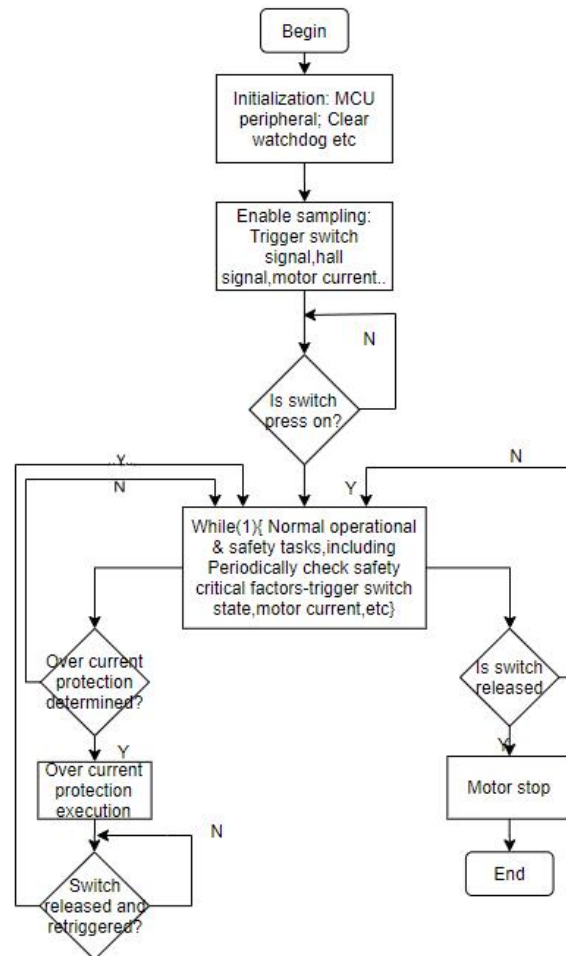 Begin
Initialization: MCU
peripheral; Clear
watchdog etc
Enable sampling:
Trigger switch
signal,hall
signal,motor current..
N
Is switch
press on?
Y
N
N
Y
While(1){ Normal operational
& safety tasks,including
Periodically check safety
critical factors-trigger switch
state,motor current,etc}
Over current
protection
determined?
Is switch
released
Y
Y
Over current
protection
execution
Motor stop
N
Switch
released and
retriggered?
End